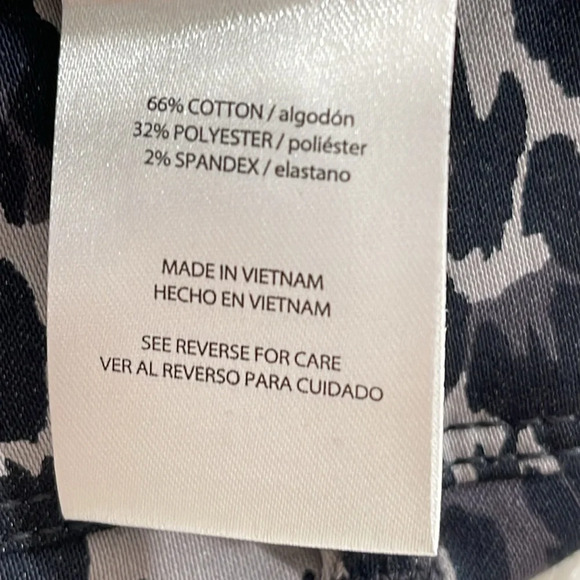 66% COTTON / algodón
32% POLYESTER / poliéster
2% SPANDEX / elastano
MADE IN VIETNAM
HECHO EN VIETNAM
SEE REVERSE FOR CARE
VER AL REVERSO PARA CUIDADO